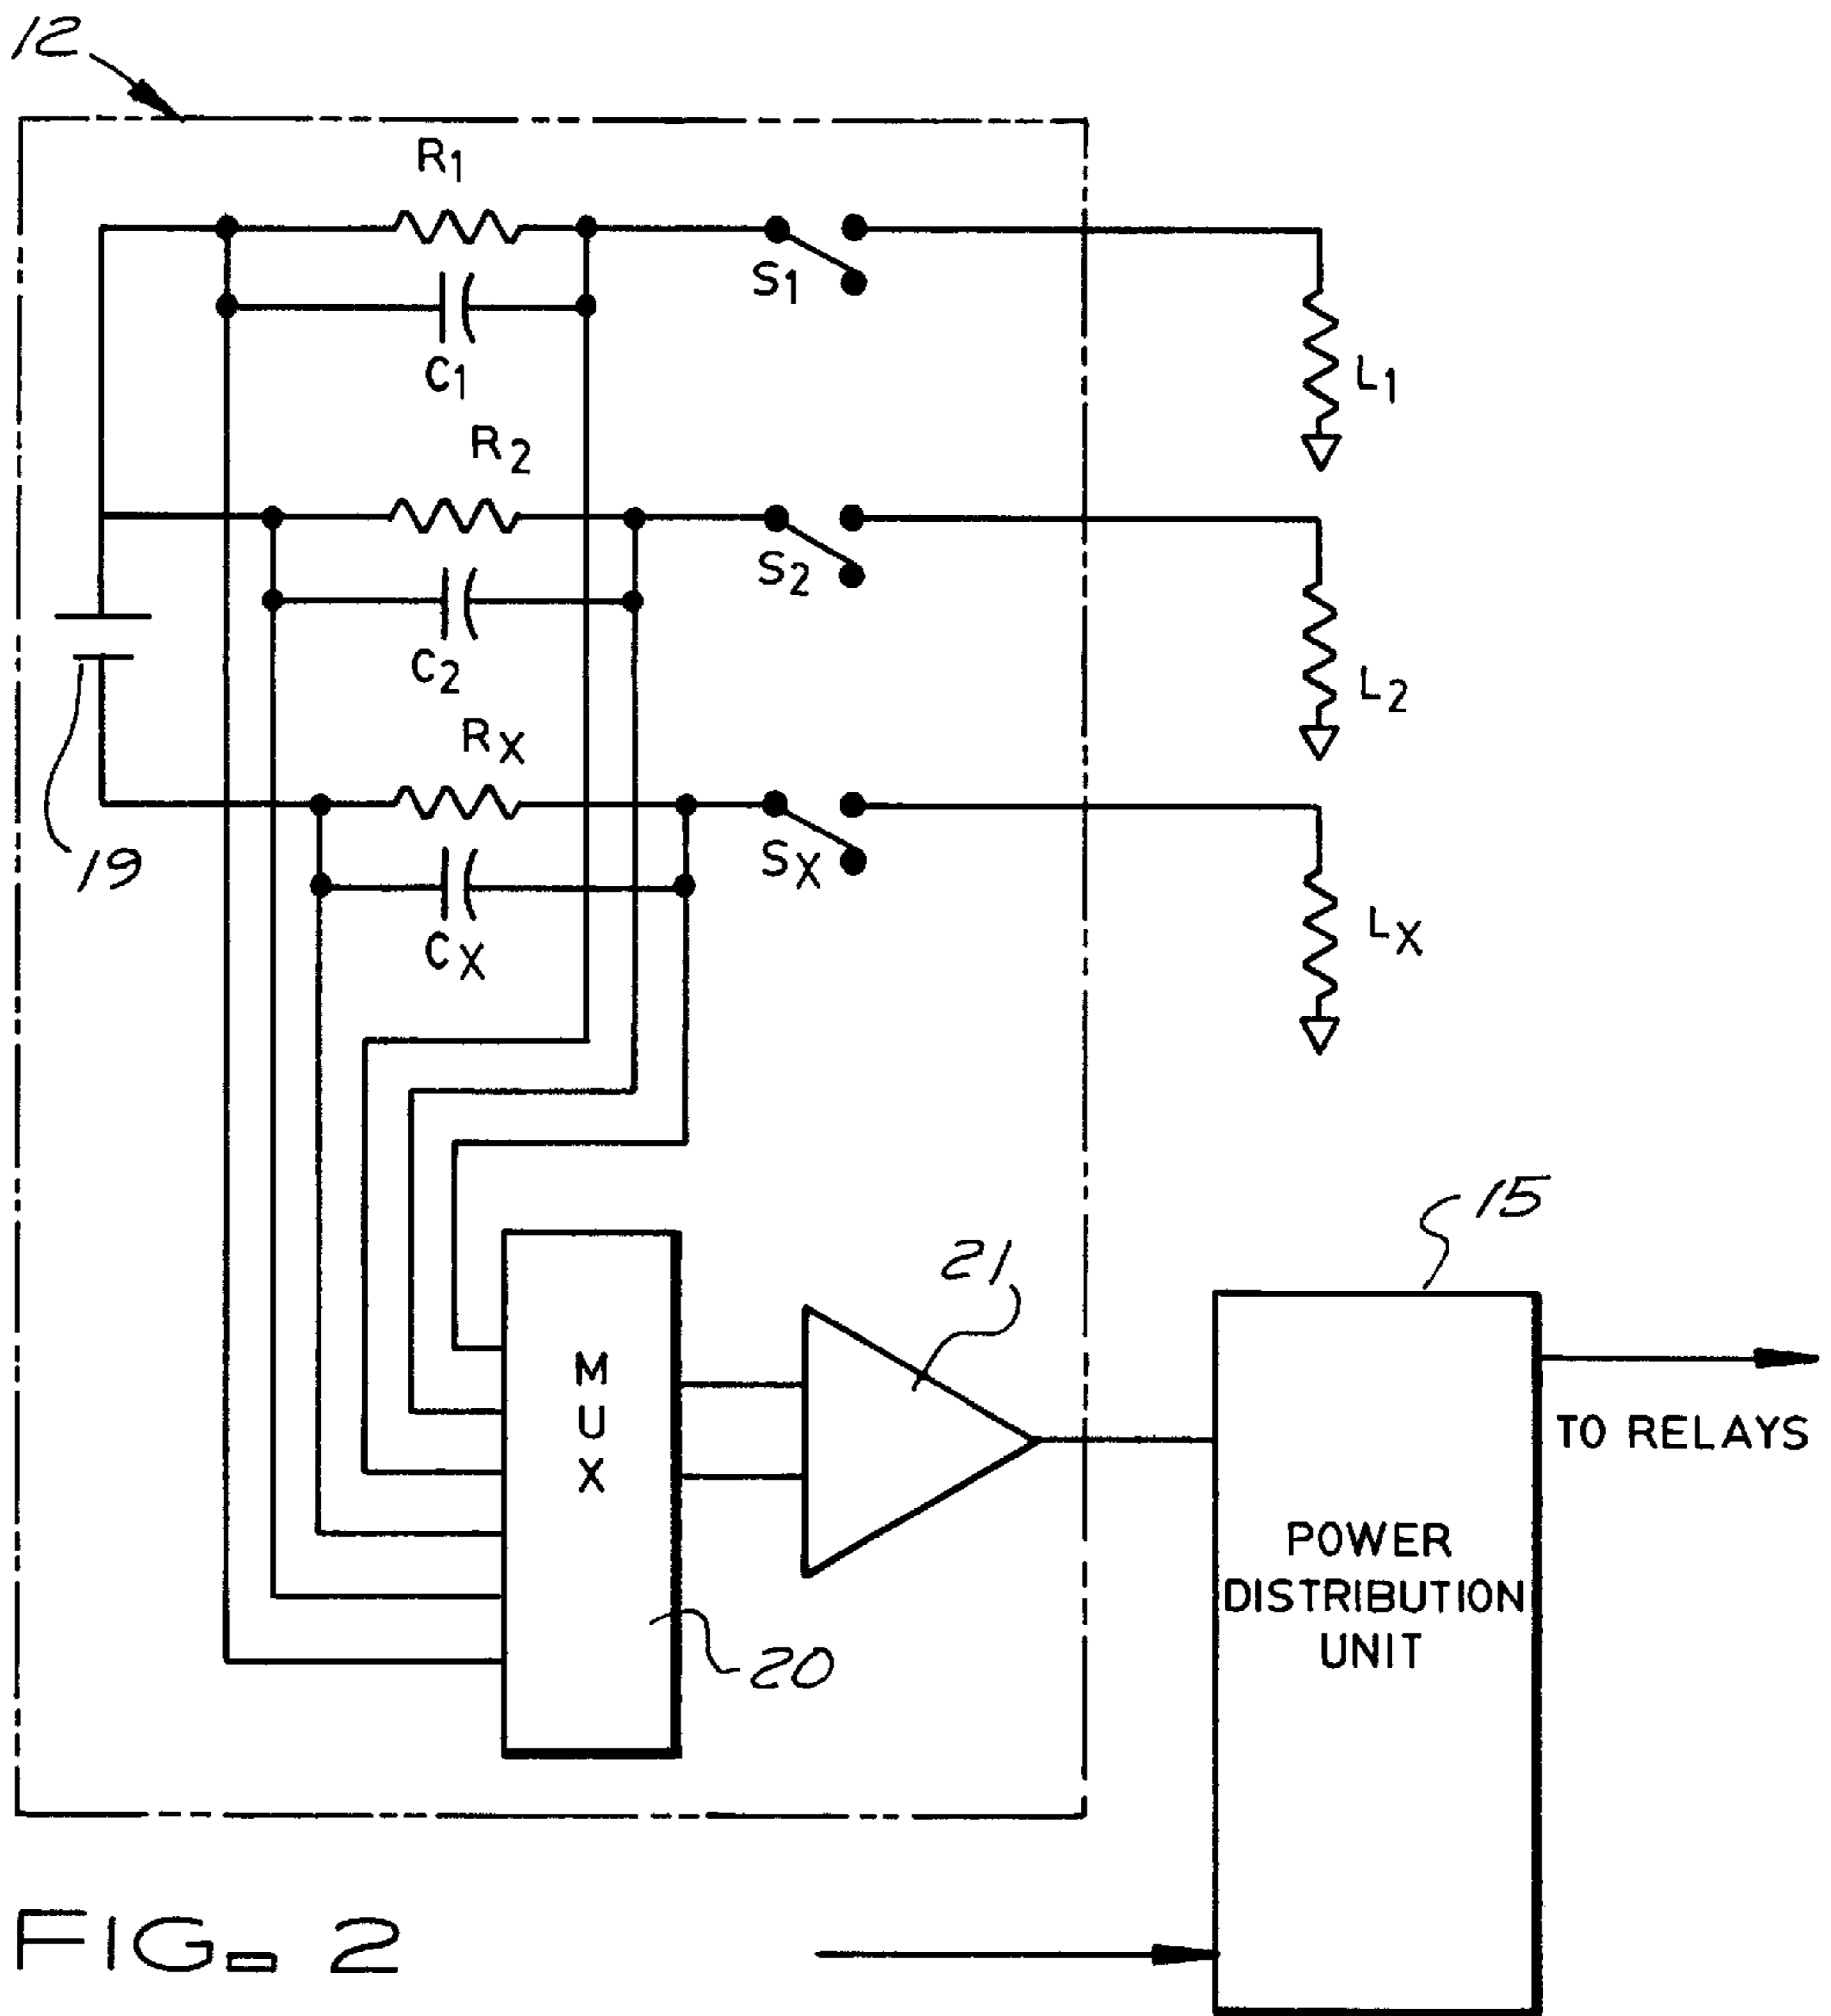 12
R1
S1
C1
L1
R2
S2
C2
L2
RX
19
SX
CX
LX
15
21
MUX
TO RELAYS
POWER
DISTRIBUTION
UNIT
20
FIG. 2